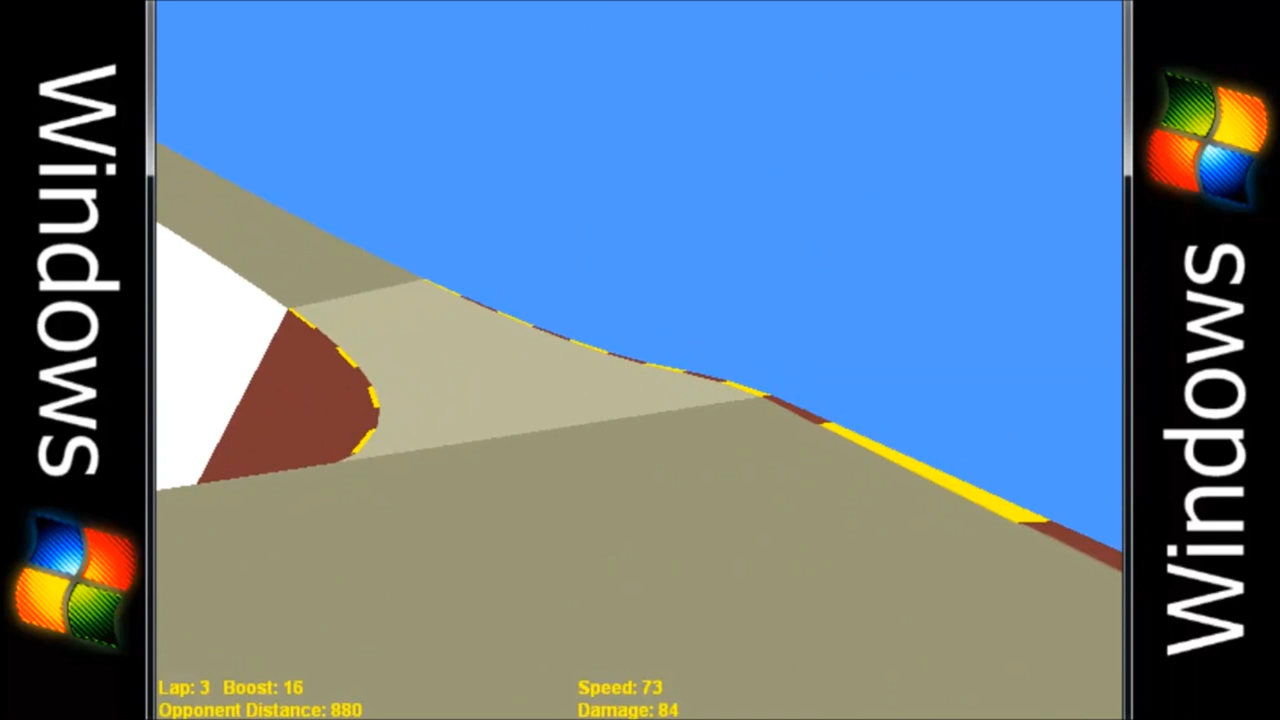 Windows
Windows
Lap: 3 Boost: 16
Speed: 73
Opponent Distance: 880
Damage: 84